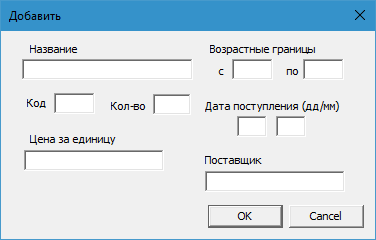 Добавить
Название
Возрастные границы
с
по
Код
Кол-во
Дата поступления (дд/мм)
Цена за единицу
Поставщик
OK
Cancel